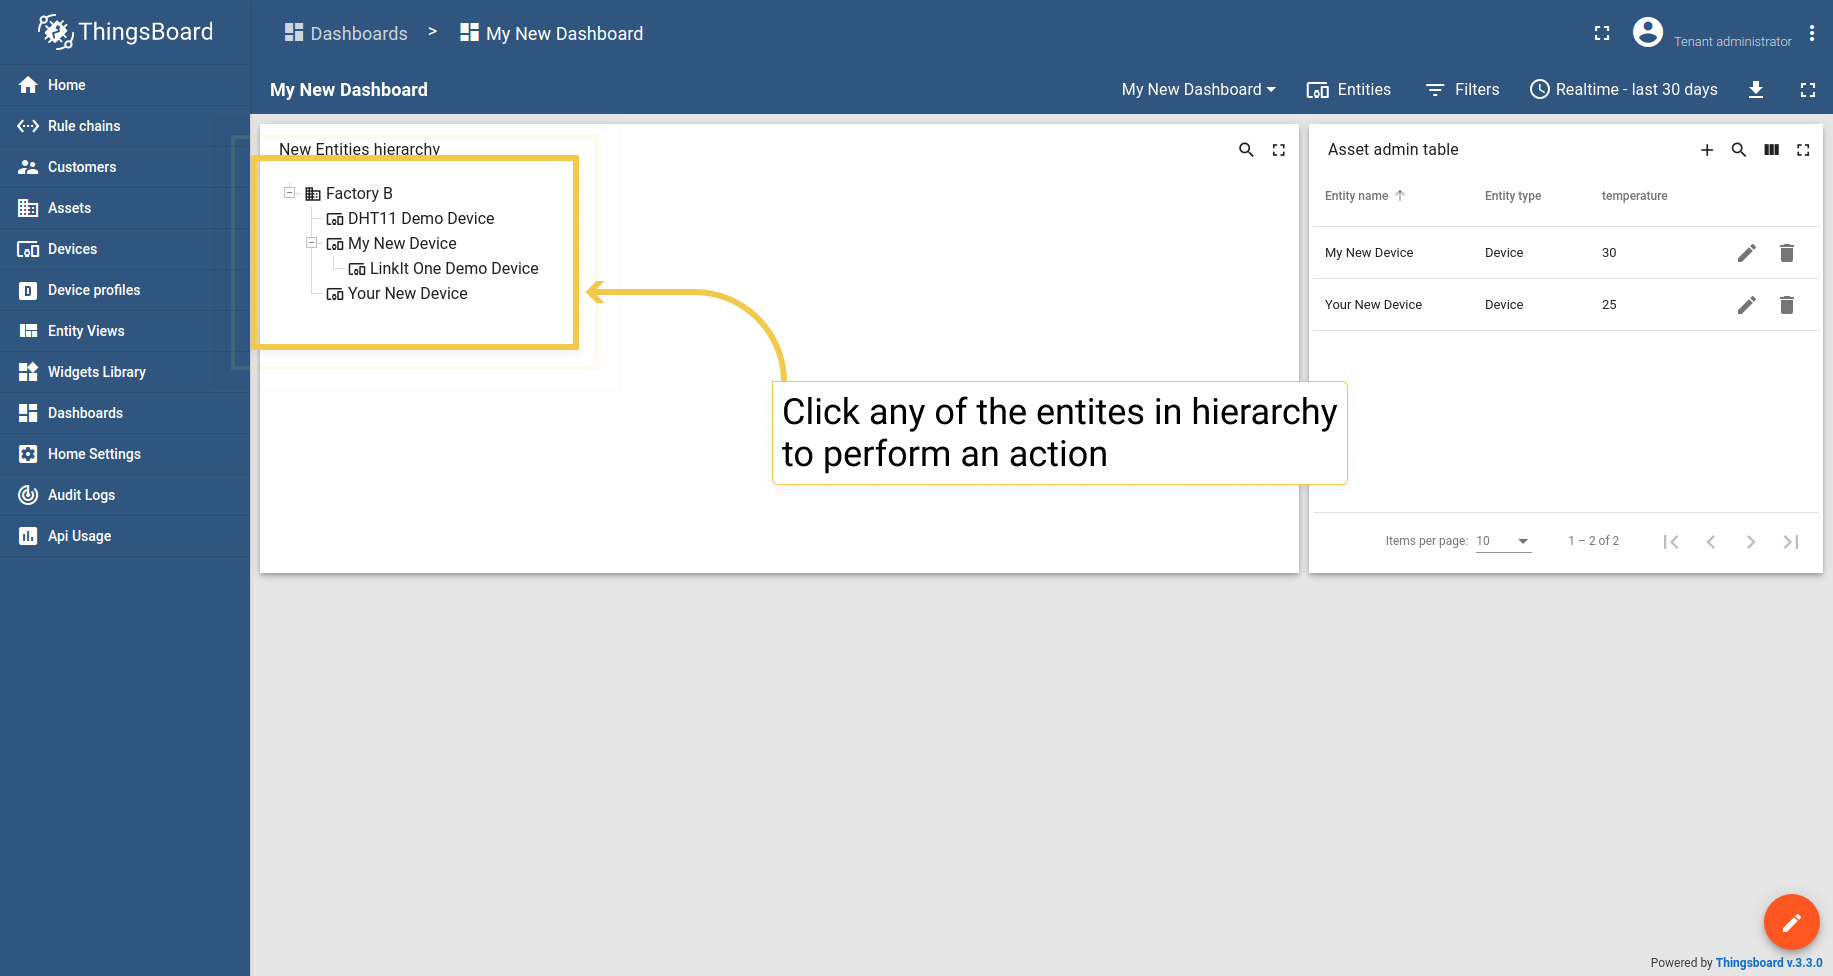 ThingsBoard
Dashboards > My New Dashboard
Tenant administrator
My New Dashboard
My New Dashboard
Entities
Filters
Realtime - last 30 days
Home
Rule chains
Customers
Assets
Devices
Device profiles
Entity Views
Widgets Library
Dashboards
Home Settings
Audit Logs
Api Usage
New Entities hierarchy
Factory B
DHT11 Demo Device
My New Device
LinkIt One Demo Device
Your New Device
Click any of the entites in hierarchy
to perform an action
Asset admin table
Entity name Entity type temperature
My New Device Device 30
Your New Device Device 25
Items per page: 10 1 – 2 of 2
Powered by Thingsboard v.3.3.0